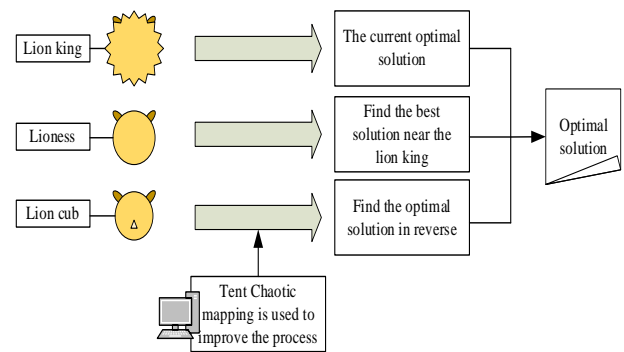 Lion king
The current optimal
solution
Lioness
Find the best
solution near the
lion king
Optimal
solution
Lion cub
Find the optimal
solution in reverse
Tent Chaotic
mapping is used to
improve the process